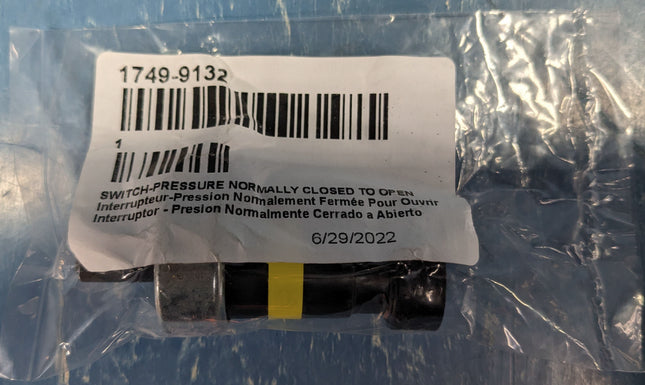 1749-9132
1
SWITCH-PRESSURE NORMALLY CLOSED TO OPEN
Interrupteur-Pression Normalement Fermée Pour Ouvrir
Interruptor - Presion Normalmente Cerrado a Abierto
6/29/2022